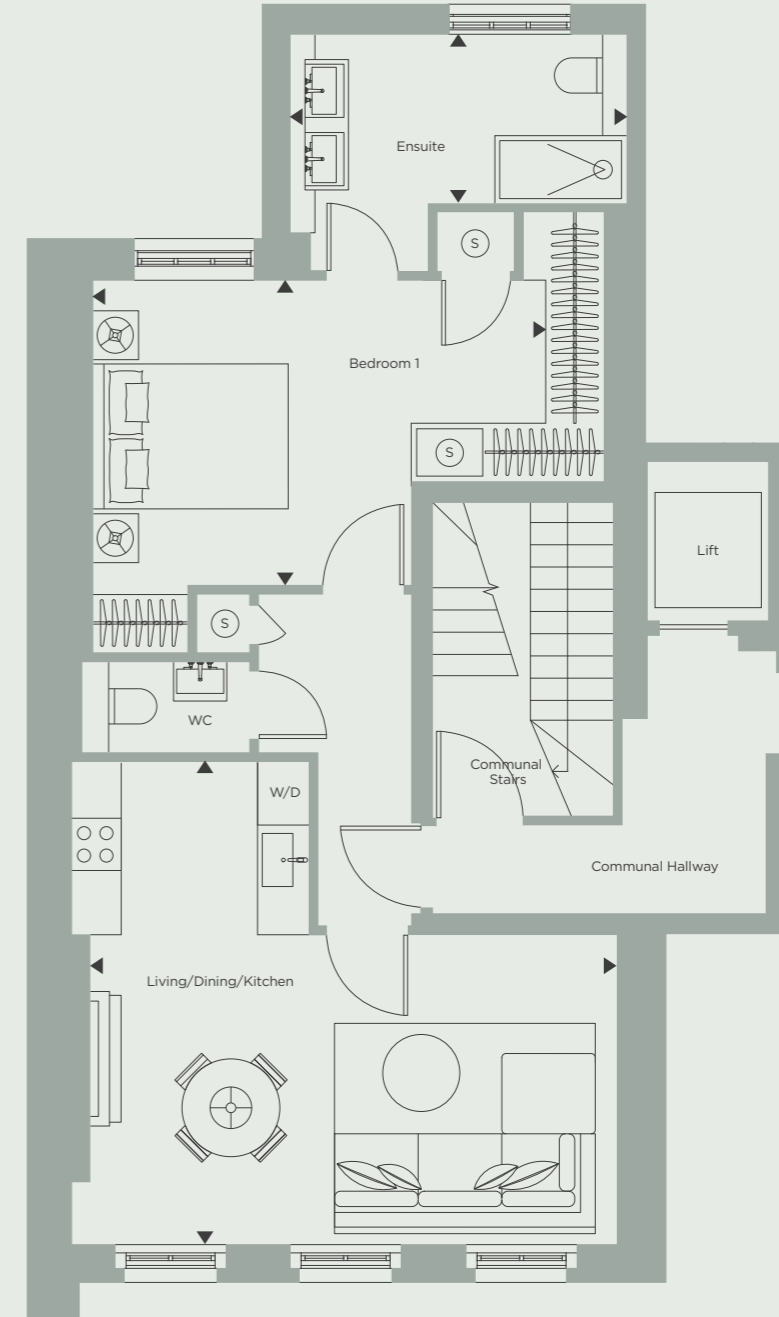 Ensuite
S
Bedroom 1
S
Lift
S
WC
Communal
Stairs
W/D
Communal Hallway
Living/Dining/Kitchen